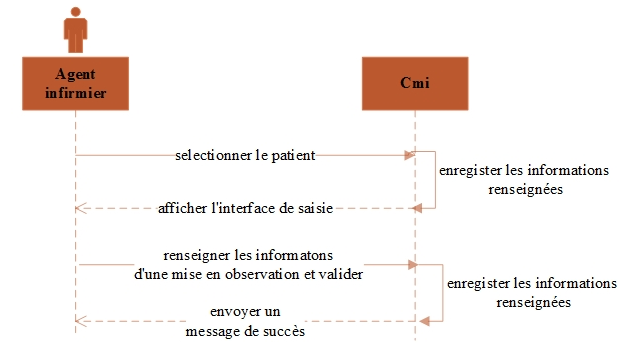 Agent
infirmier
Cmi
selectionner le patient
enregister les informations
renseignées
afficher l'interface de saisie
renseigner les informatons
d'une mise en observation et valider
enregister les informations
renseignées
envoyer un
message de succès